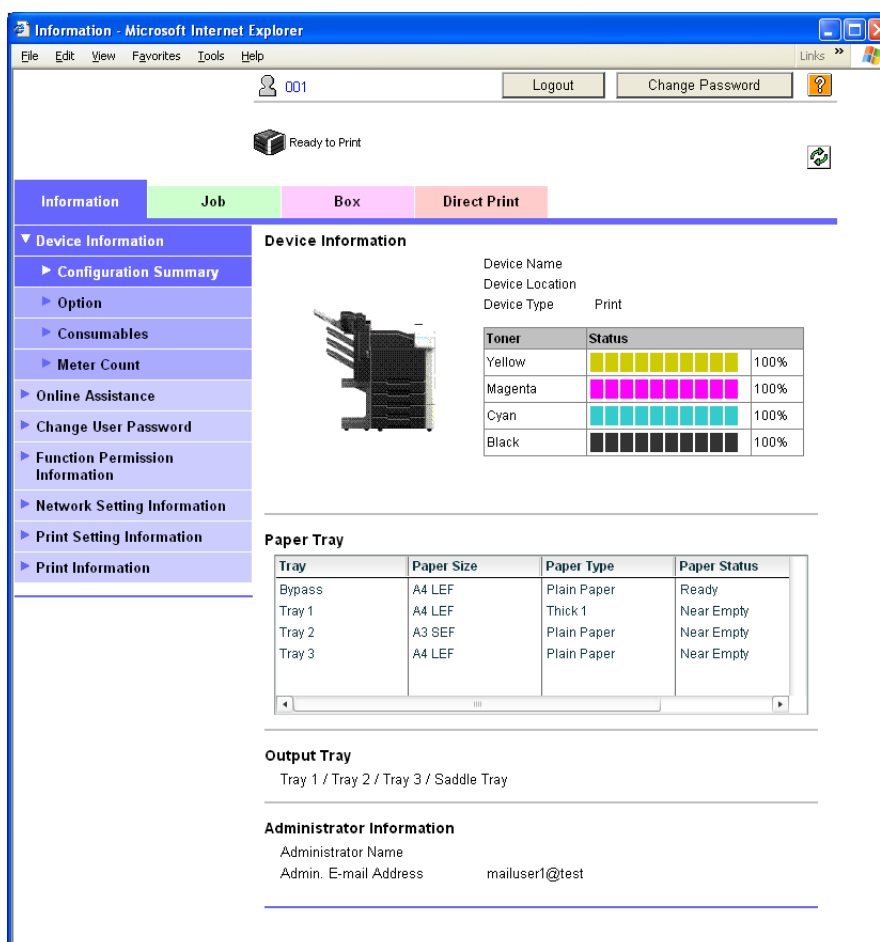 Information - Microsoft Internet Explorer
File Edit View Favorites Tools Help Links »
001 Logout Change Password ?
Ready to Print
Information Job Box Direct Print
Device Information
Configuration Summary
Option
Consumables
Meter Count
Online Assistance
Change User Password
Function Permission
Information
Network Setting Information
Print Setting Information
Print Information
Device Information
Device Name
Device Location
Device Type Print
Toner Status
Yellow 100%
Magenta 100%
Cyan 100%
Black 100%
Paper Tray
Tray Paper Size Paper Type Paper Status
Bypass A4 LEF Plain Paper Ready
Tray 1 A4 LEF Thick 1 Near Empty
Tray 2 A3 SEF Plain Paper Near Empty
Tray 3 A4 LEF Plain Paper Near Empty
Output Tray
Tray 1 / Tray 2 / Tray 3 / Saddle Tray
Administrator Information
Administrator Name
Admin. E-mail Address mailuser1@test